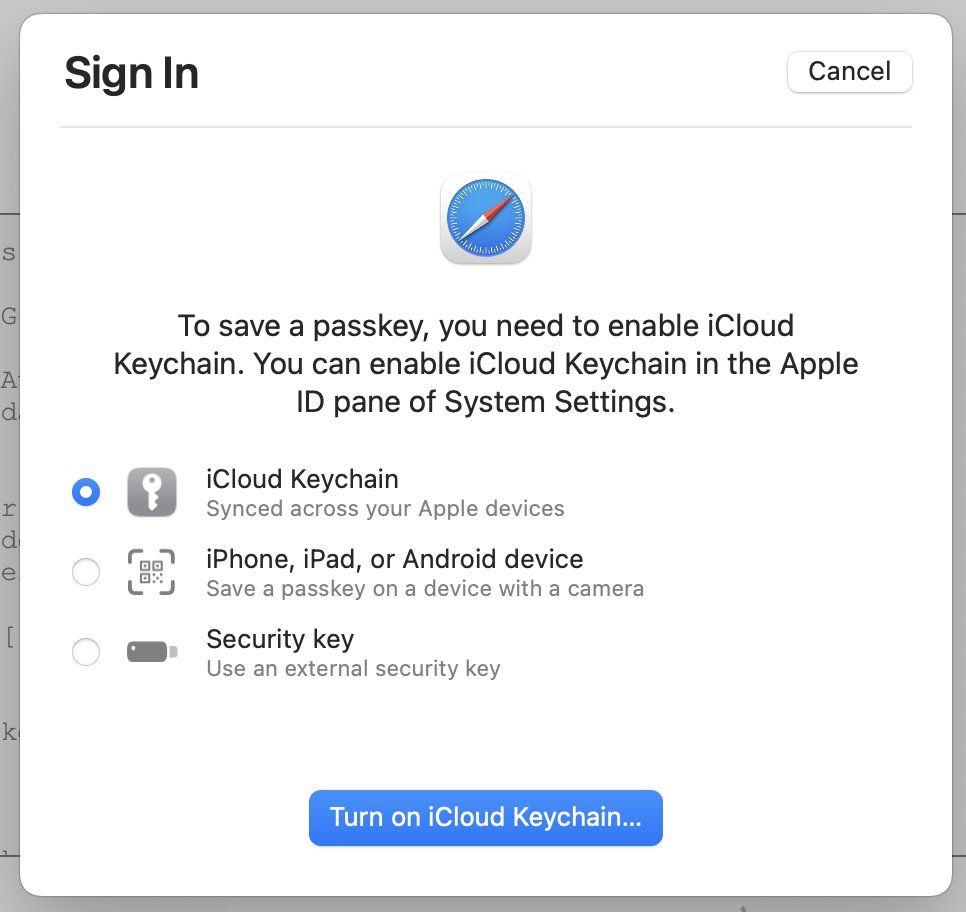 Sign In
Cancel
To save a passkey, you need to enable iCloud
Keychain. You can enable iCloud Keychain in the Apple
ID pane of System Settings.
iCloud Keychain
Synced across your Apple devices
iPhone, iPad, or Android device
Save a passkey on a device with a camera
Security key
Use an external security key
Turn on iCloud Keychain...